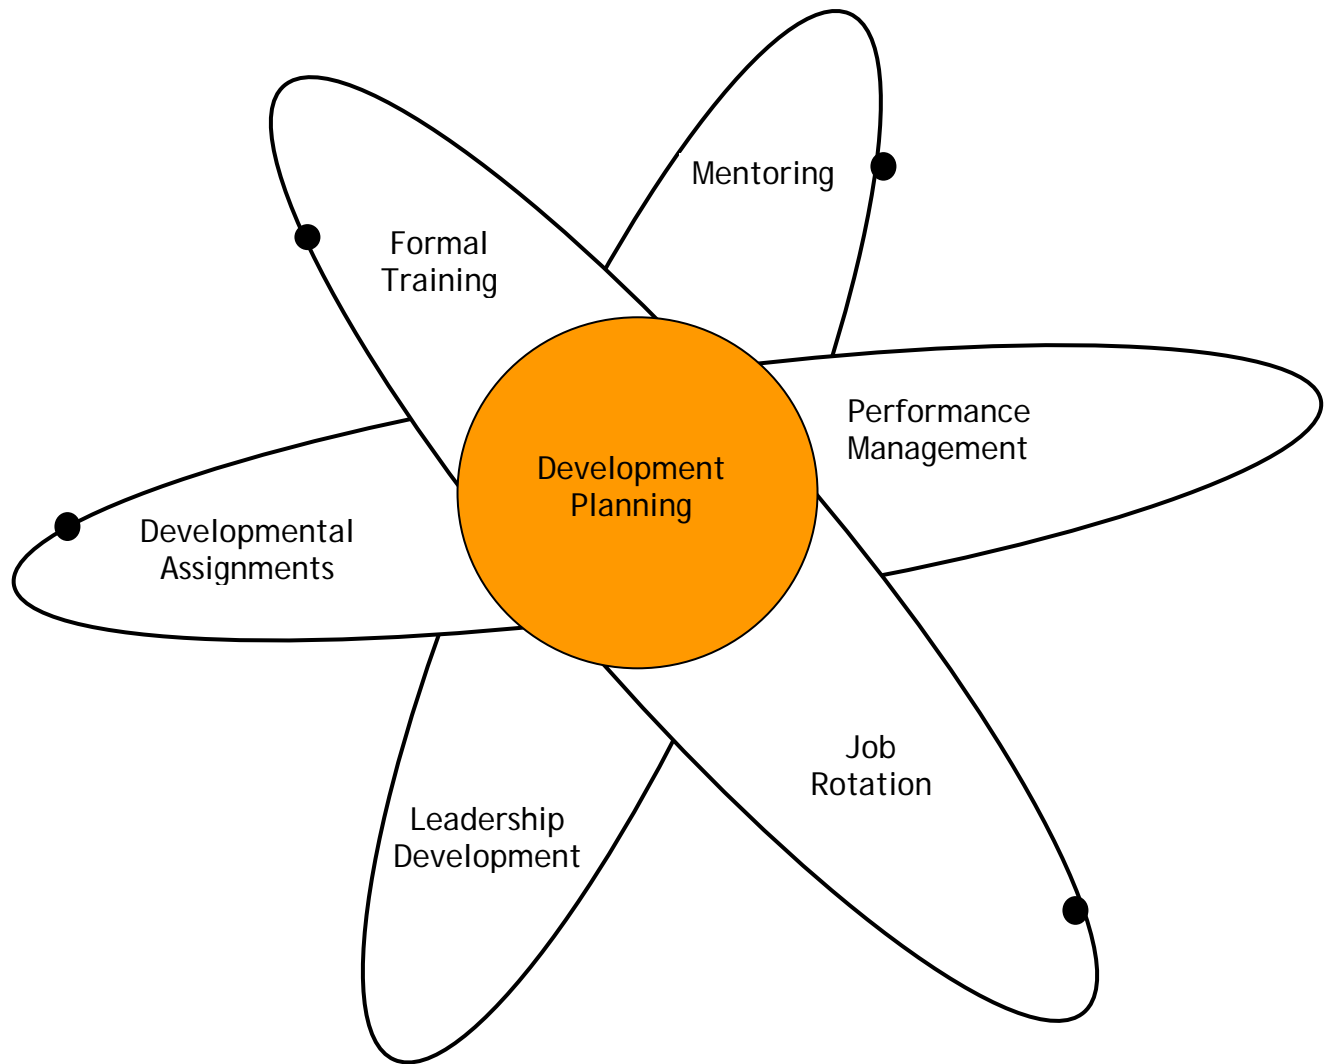 Mentoring
Formal
Training
Performance
Management
Development
Planning
Developmental
Assignments
Job
Rotation
Leadership
Development